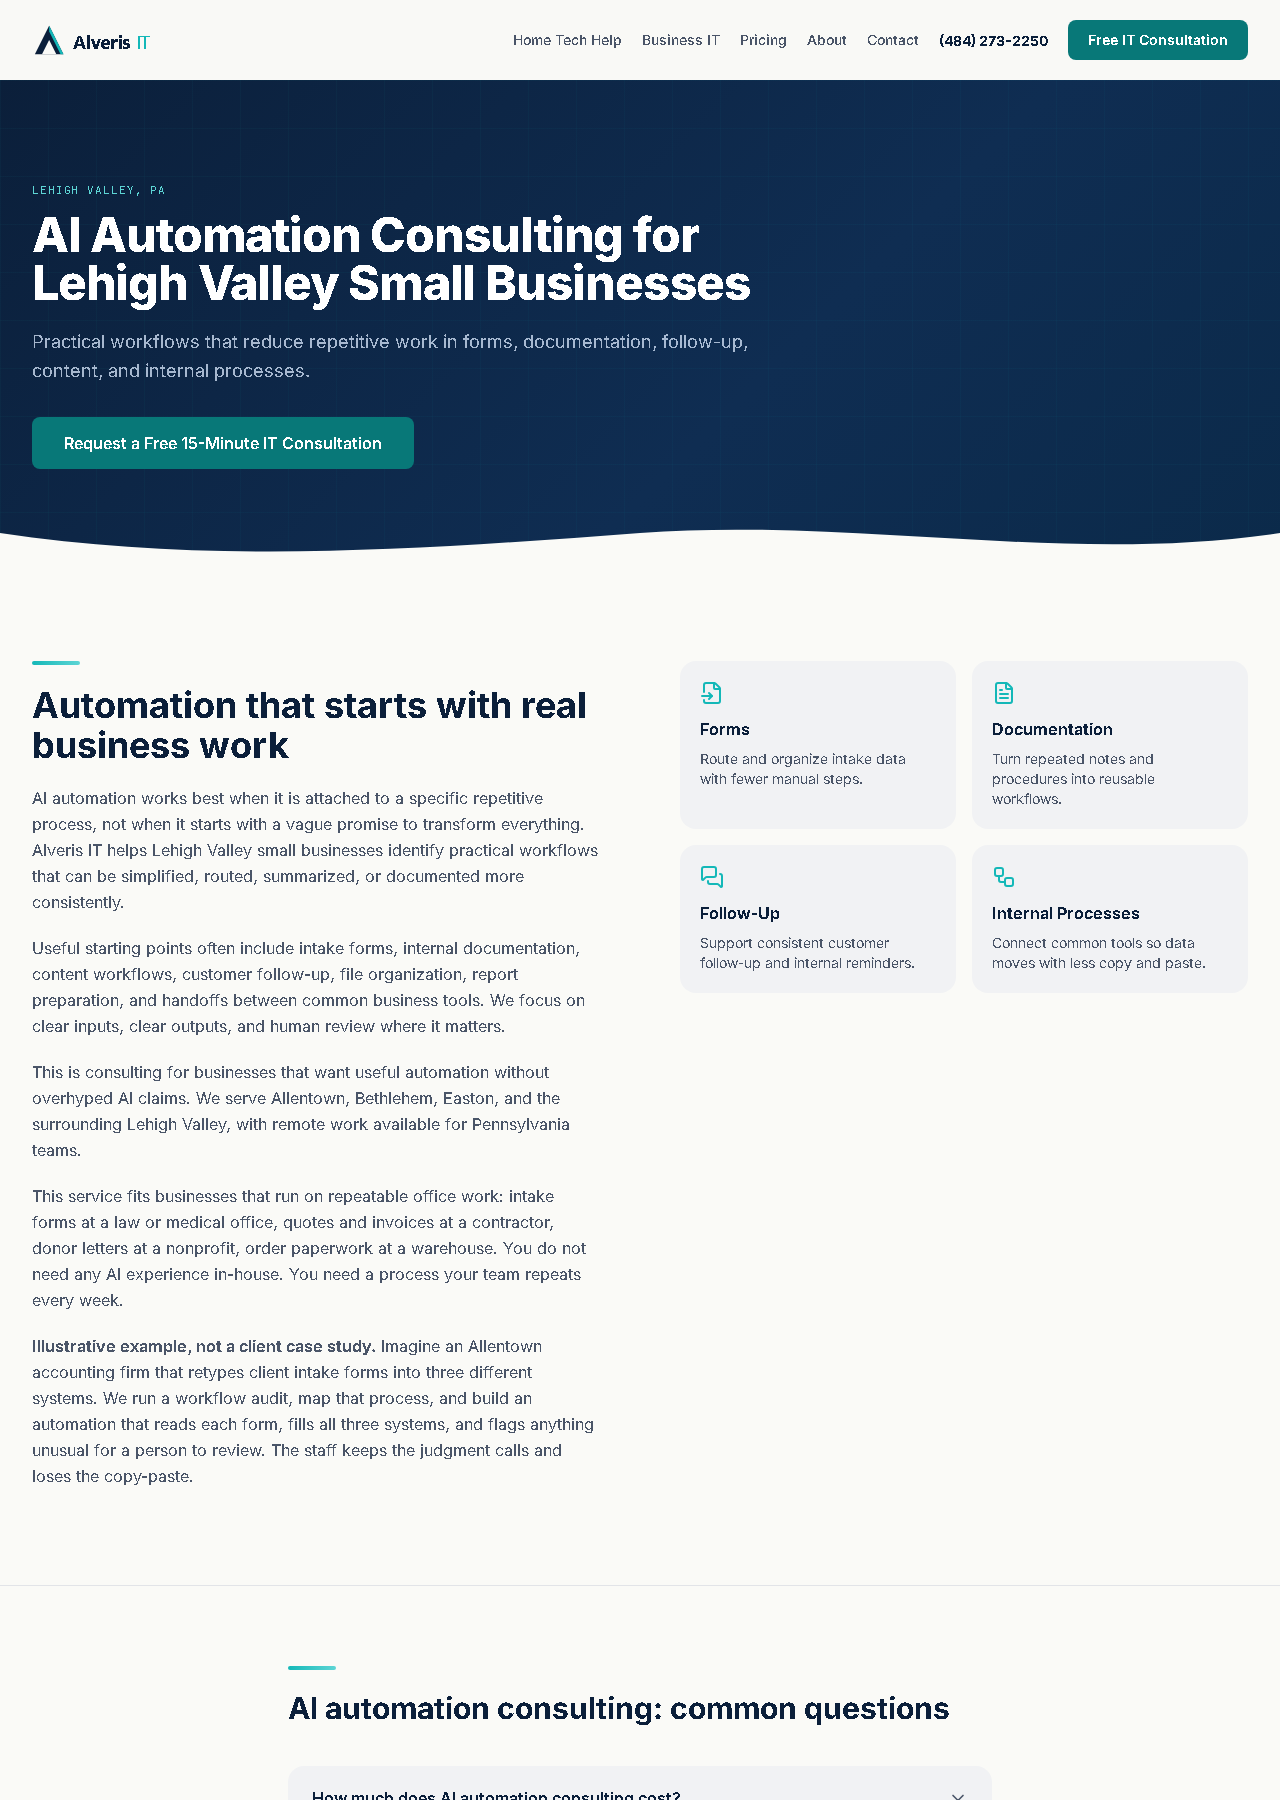 Alveris IT
Home Tech Help
Business IT
Pricing
About
Contact
(484) 273-2250
Free IT Consultation
LEHIGH VALLEY, PA
AI Automation Consulting for
Lehigh Valley Small Businesses
Practical workflows that reduce repetitive work in forms, documentation, follow-up,
content, and internal processes.
Request a Free 15-Minute IT Consultation
Automation that starts with real
business work
AI automation works best when it is attached to a specific repetitive
process, not when it starts with a vague promise to transform everything.
Alveris IT helps Lehigh Valley small businesses identify practical workflows
that can be simplified, routed, summarized, or documented more
consistently.
Useful starting points often include intake forms, internal documentation,
content workflows, customer follow-up, file organization, report
preparation, and handoffs between common business tools. We focus on
clear inputs, clear outputs, and human review where it matters.
This is consulting for businesses that want useful automation without
overhyped AI claims. We serve Allentown, Bethlehem, Easton, and the
surrounding Lehigh Valley, with remote work available for Pennsylvania
teams.
This service fits businesses that run on repeatable office work: intake
forms at a law or medical office, quotes and invoices at a contractor,
donor letters at a nonprofit, order paperwork at a warehouse. You do not
need any AI experience in-house. You need a process your team repeats
every week.
Illustrative example, not a client case study. Imagine an Allentown
accounting firm that retypes client intake forms into three different
systems. We run a workflow audit, map that process, and build an
automation that reads each form, fills all three systems, and flags anything
unusual for a person to review. The staff keeps the judgment calls and
loses the copy-paste.
Forms
Route and organize intake data
with fewer manual steps.
Documentation
Turn repeated notes and
procedures into reusable
workflows.
Follow-Up
Support consistent customer
follow-up and internal reminders.
Internal Processes
Connect common tools so data
moves with less copy and paste.
AI automation consulting: common questions
How much does AI automation consulting cost?